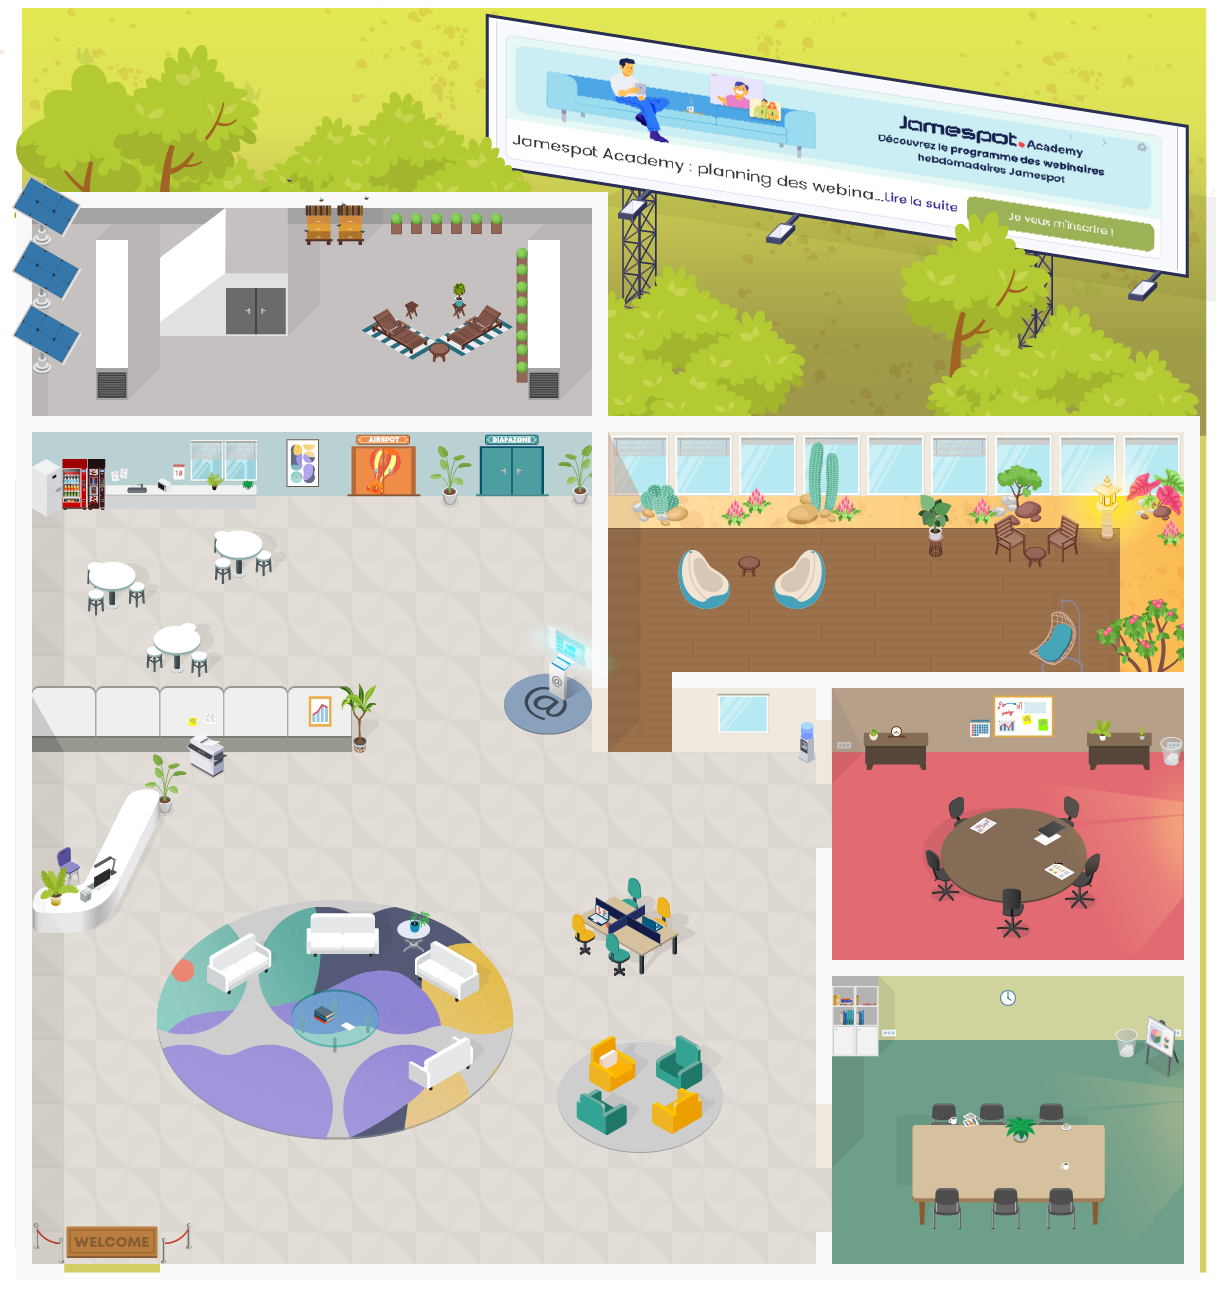 Jamespot.Academy
Découvrez le programme des webinaires
hebdomadaires Jamespot
Jamespot Academy : planning des webina...Lire la suite
Je veux m'inscrire !
AIRSPOT
DIAPAZONE
18
@
@
WELCOME